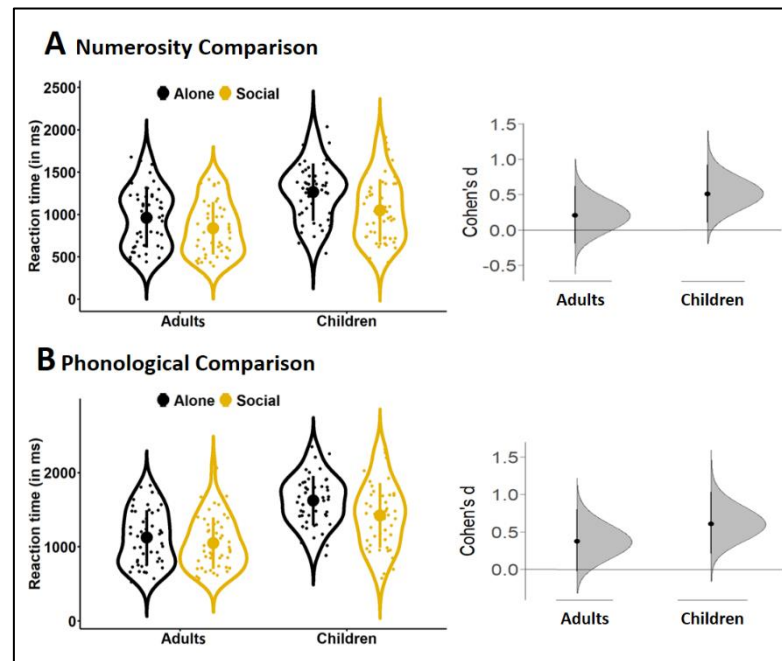 A Numerosity Comparison
Alone Social
Reaction time (in ms)
2500
2000
1500
1000
500
0
Adults Children
Cohen's d
1.5
1.0
0.5
0.0
-0.5
Adults Children
B Phonological Comparison
Alone Social
Reaction time (in ms)
2000
1000
0
Adults Children
Cohen's d
1.5
1.0
0.5
0.0
Adults Children